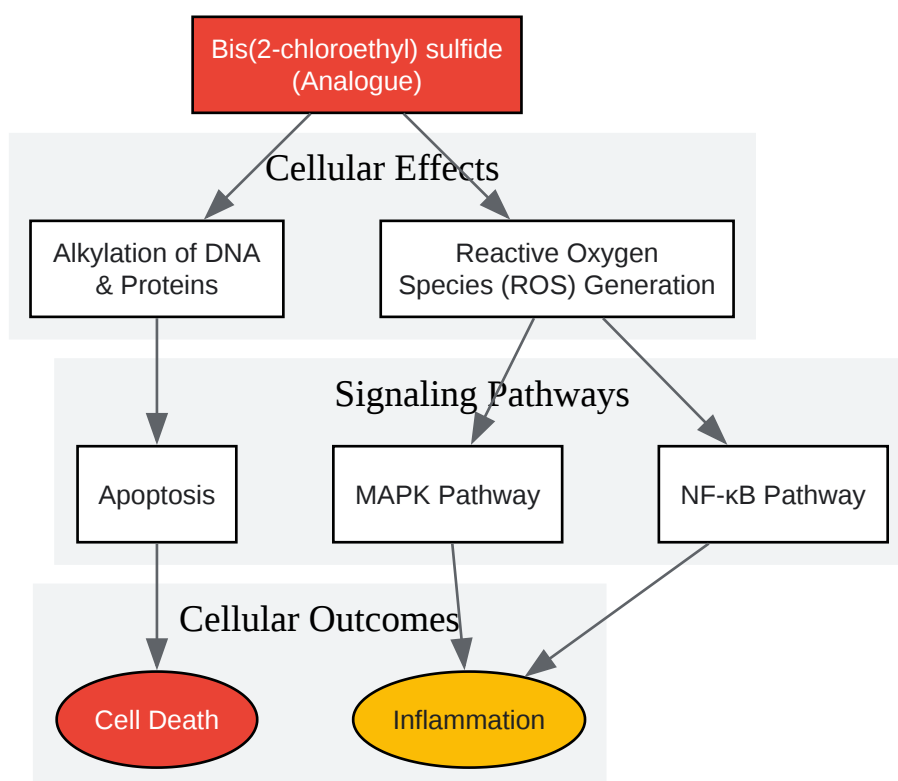 Bis(2-chloroethyl) sulfide
(Analogue)
Cellular Effects
Alkylation of DNA
& Proteins
Reactive Oxygen
Species (ROS) Generation
Signaling Pathways
Apoptosis
MAPK Pathway
NF-κB Pathway
Cellular Outcomes
Cell Death
Inflammation